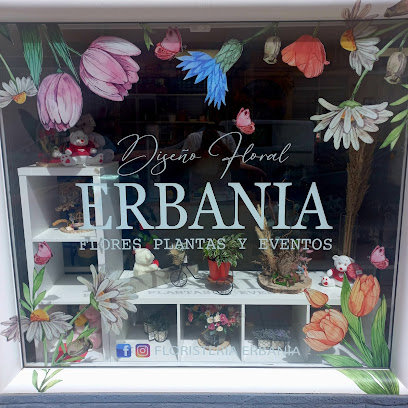 Diseño Floral
ERBANIA
FLORES PLANTAS Y EVENTOS
FLORISTERIA ERBANIA